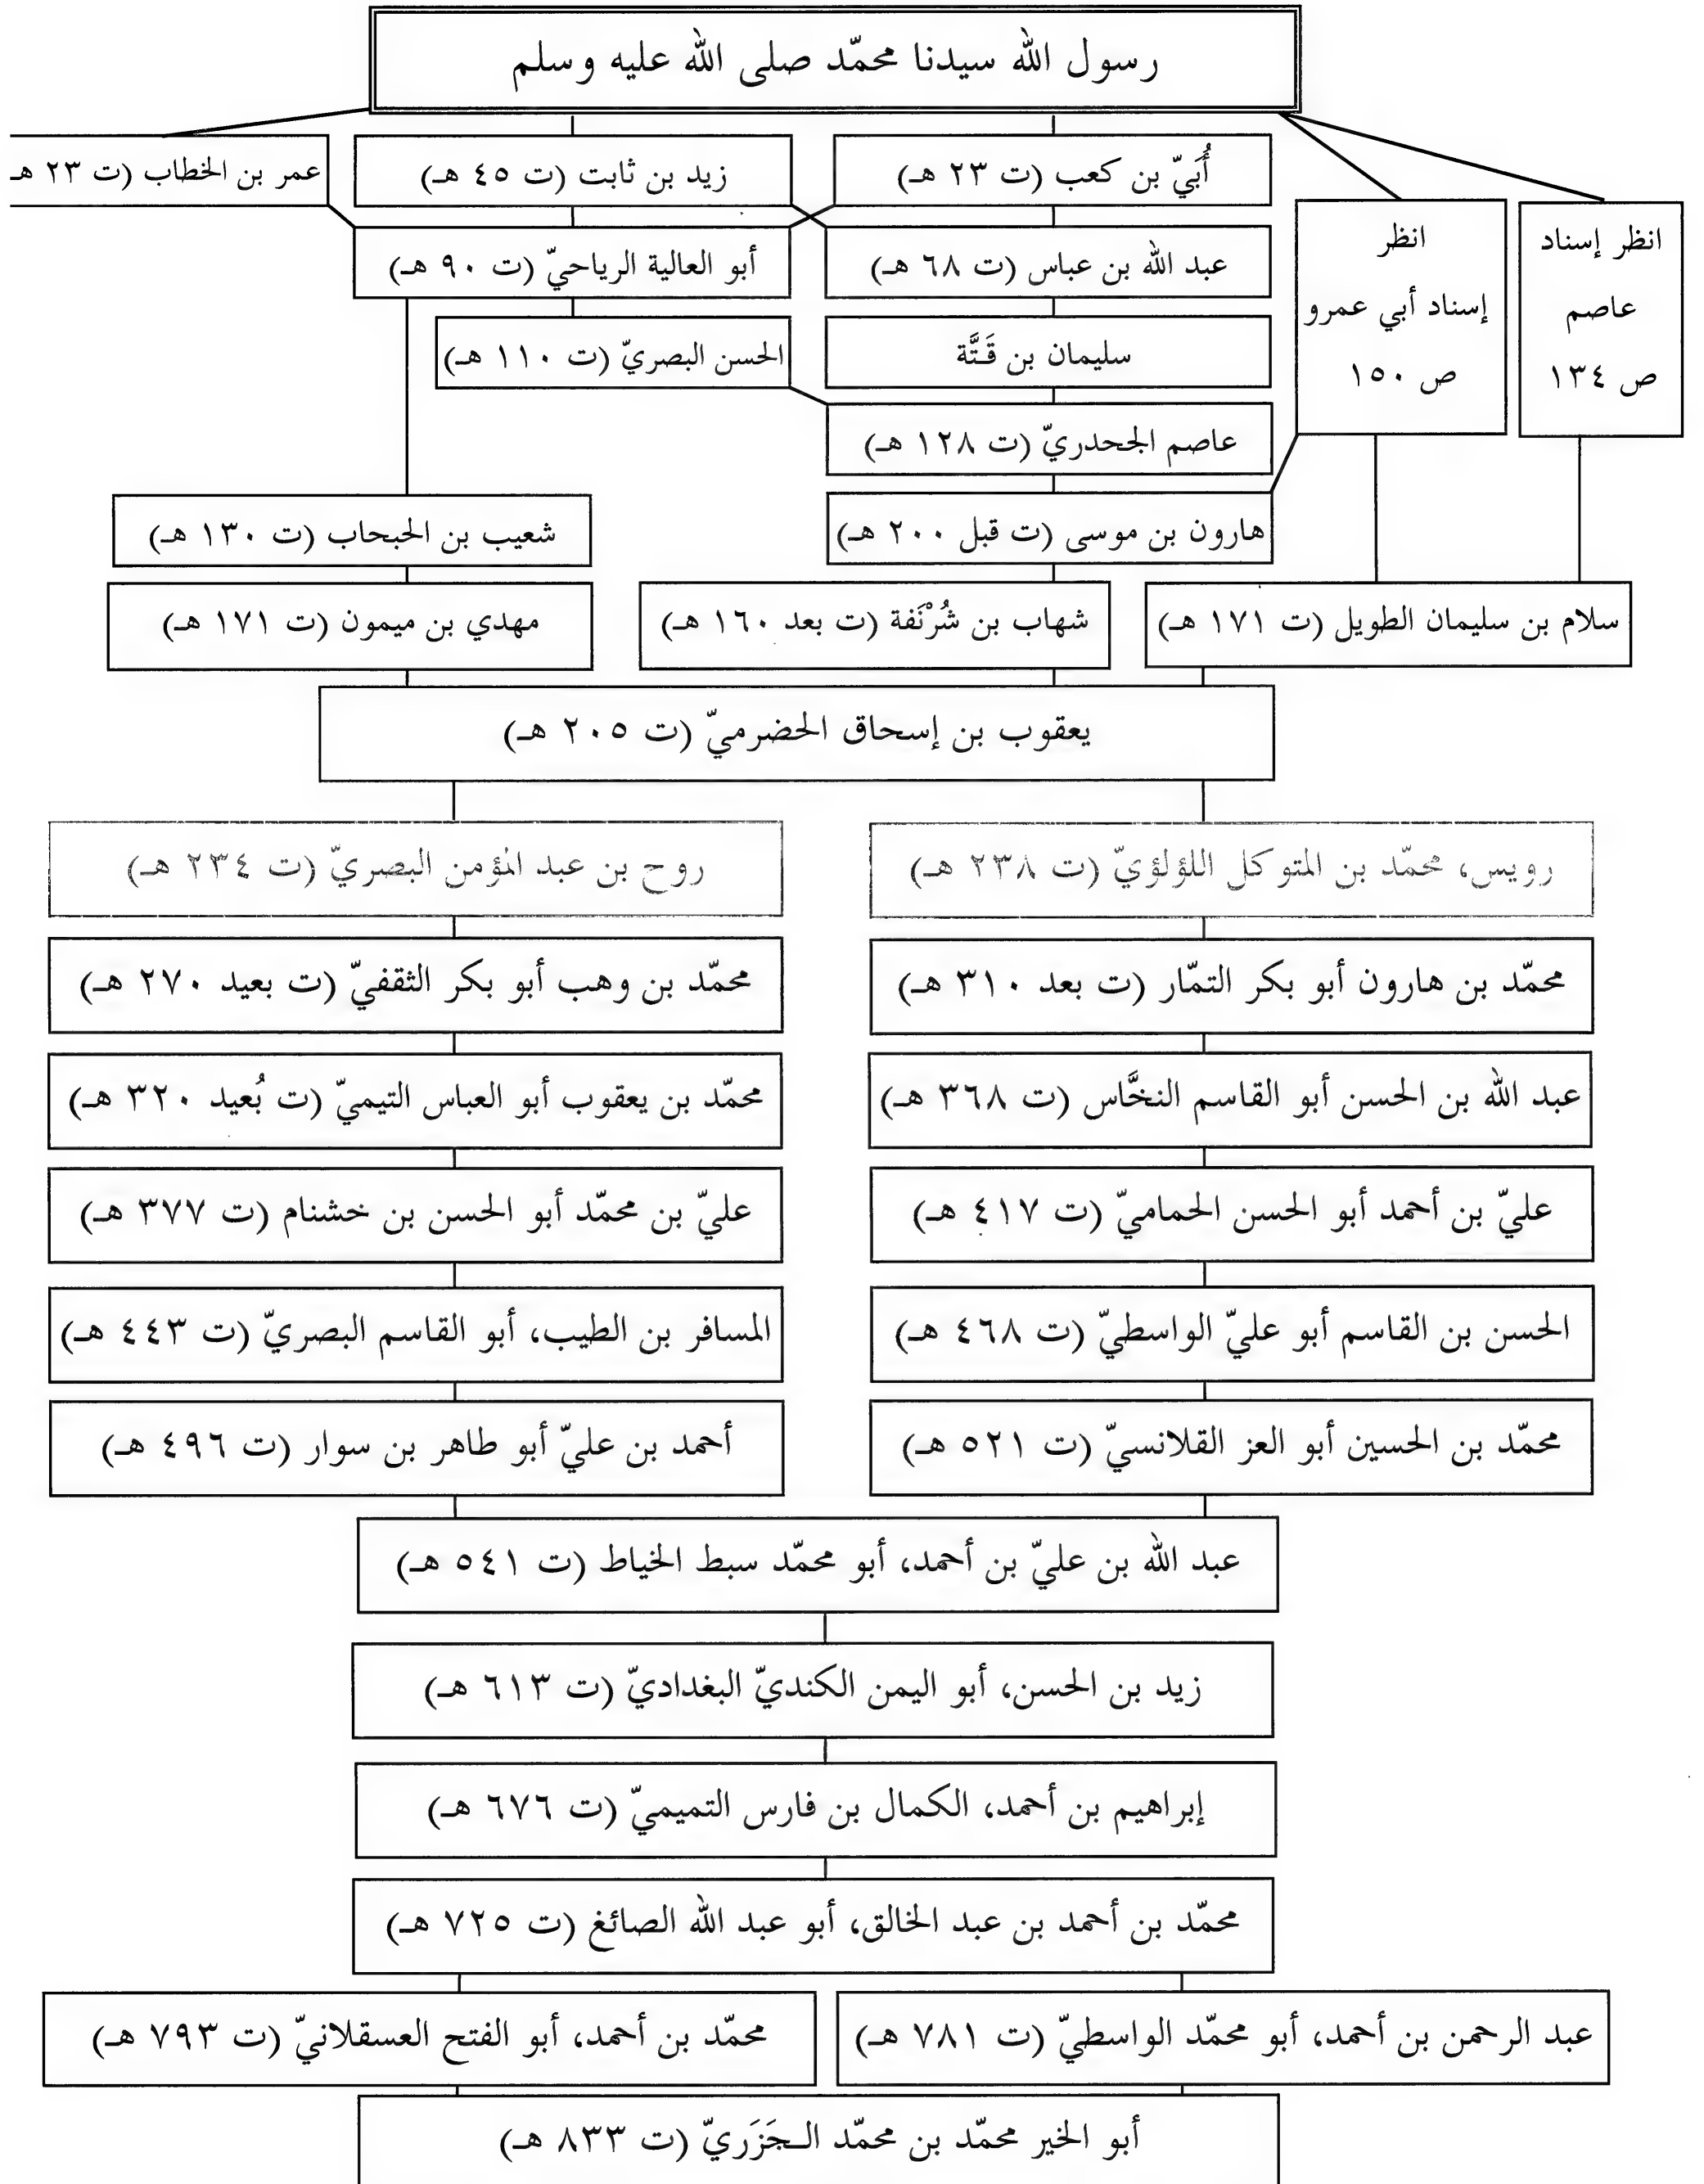 رسول الله سيدنا محمّد صلى الله عليه وسلم
أُبَيّ بن كعب (ت ٢٣ هـ)
زيد بن ثابت (ت ٤٥ هـ)
عمر بن الخطاب (ت ٢٣ هـ
انظر إسناد
عاصم
ص ١٣٤
انظر
إسناد أبي عمرو
ص ١٥٠
عبد الله بن عباس (ت ٦٨ هـ)
أبو العالية الرياحيّ (ت ٩٠ هـ)
سليمان بن قَتَّة
الحسن البصريّ (ت ١١٠ هـ)
عاصم الجحدريّ (ت ١٢٨ هـ)
هارون بن موسى (ت قبل ٢٠٠ هـ)
شعيب بن الحبحاب (ت ١٣٠ هـ)
سلام بن سليمان الطويل (ت ١٧١ هـ)
شهاب بن شُرْنَفة (ت بعد ١٦٠ هـ)
مهدي بن ميمون (ت ١٧١ هـ)
يعقوب بن إسحاق الحضرميّ (ت ٢٠٥ هـ)
رويس، محمّد بن المتوكل اللؤلؤيّ (ت ٢٣٨ هـ)
روح بن عبد المؤمن البصريّ (ت ٢٣٤ هـ)
محمّد بن هارون أبو بكر التمّار (ت بعد ٣١٠ هـ)
محمّد بن وهب أبو بكر الثقفيّ (ت بعيد ٢٧٠ هـ)
عبد الله بن الحسن أبو القاسم النخَّاس (ت ٣٦٨ هـ)
محمّد بن يعقوب أبو العباس التيميّ (ت بُعيد ٣٢٠ هـ)
عليّ بن أحمد أبو الحسن الحماميّ (ت ٤١٧ هـ)
عليّ بن محمّد أبو الحسن بن خشنام (ت ٣٧٧ هـ)
الحسن بن القاسم أبو عليّ الواسطيّ (ت ٤٦٨ هـ)
المسافر بن الطيب، أبو القاسم البصريّ (ت ٤٤٣ هـ)
محمّد بن الحسين أبو العز القلانسيّ (ت ٥٢١ هـ)
أحمد بن عليّ أبو طاهر بن سوار (ت ٤٩٦ هـ)
عبد الله بن عليّ بن أحمد، أبو محمّد سبط الخياط (ت ٥٤١ هـ)
زيد بن الحسن، أبو اليمن الكنديّ البغداديّ (ت ٦١٣ هـ)
إبراهيم بن أحمد، الكمال بن فارس التميميّ (ت ٦٧٦ هـ)
محمّد بن أحمد بن عبد الخالق، أبو عبد الله الصائغ (ت ٧٢٥ هـ)
عبد الرحمن بن أحمد، أبو محمّد الواسطيّ (ت ٧٨١ هـ)
محمّد بن أحمد، أبو الفتح العسقلانيّ (ت ٧٩٣ هـ)
أبو الخير محمّد بن محمّد الـجَزَريّ (ت ٨٣٣ هـ)